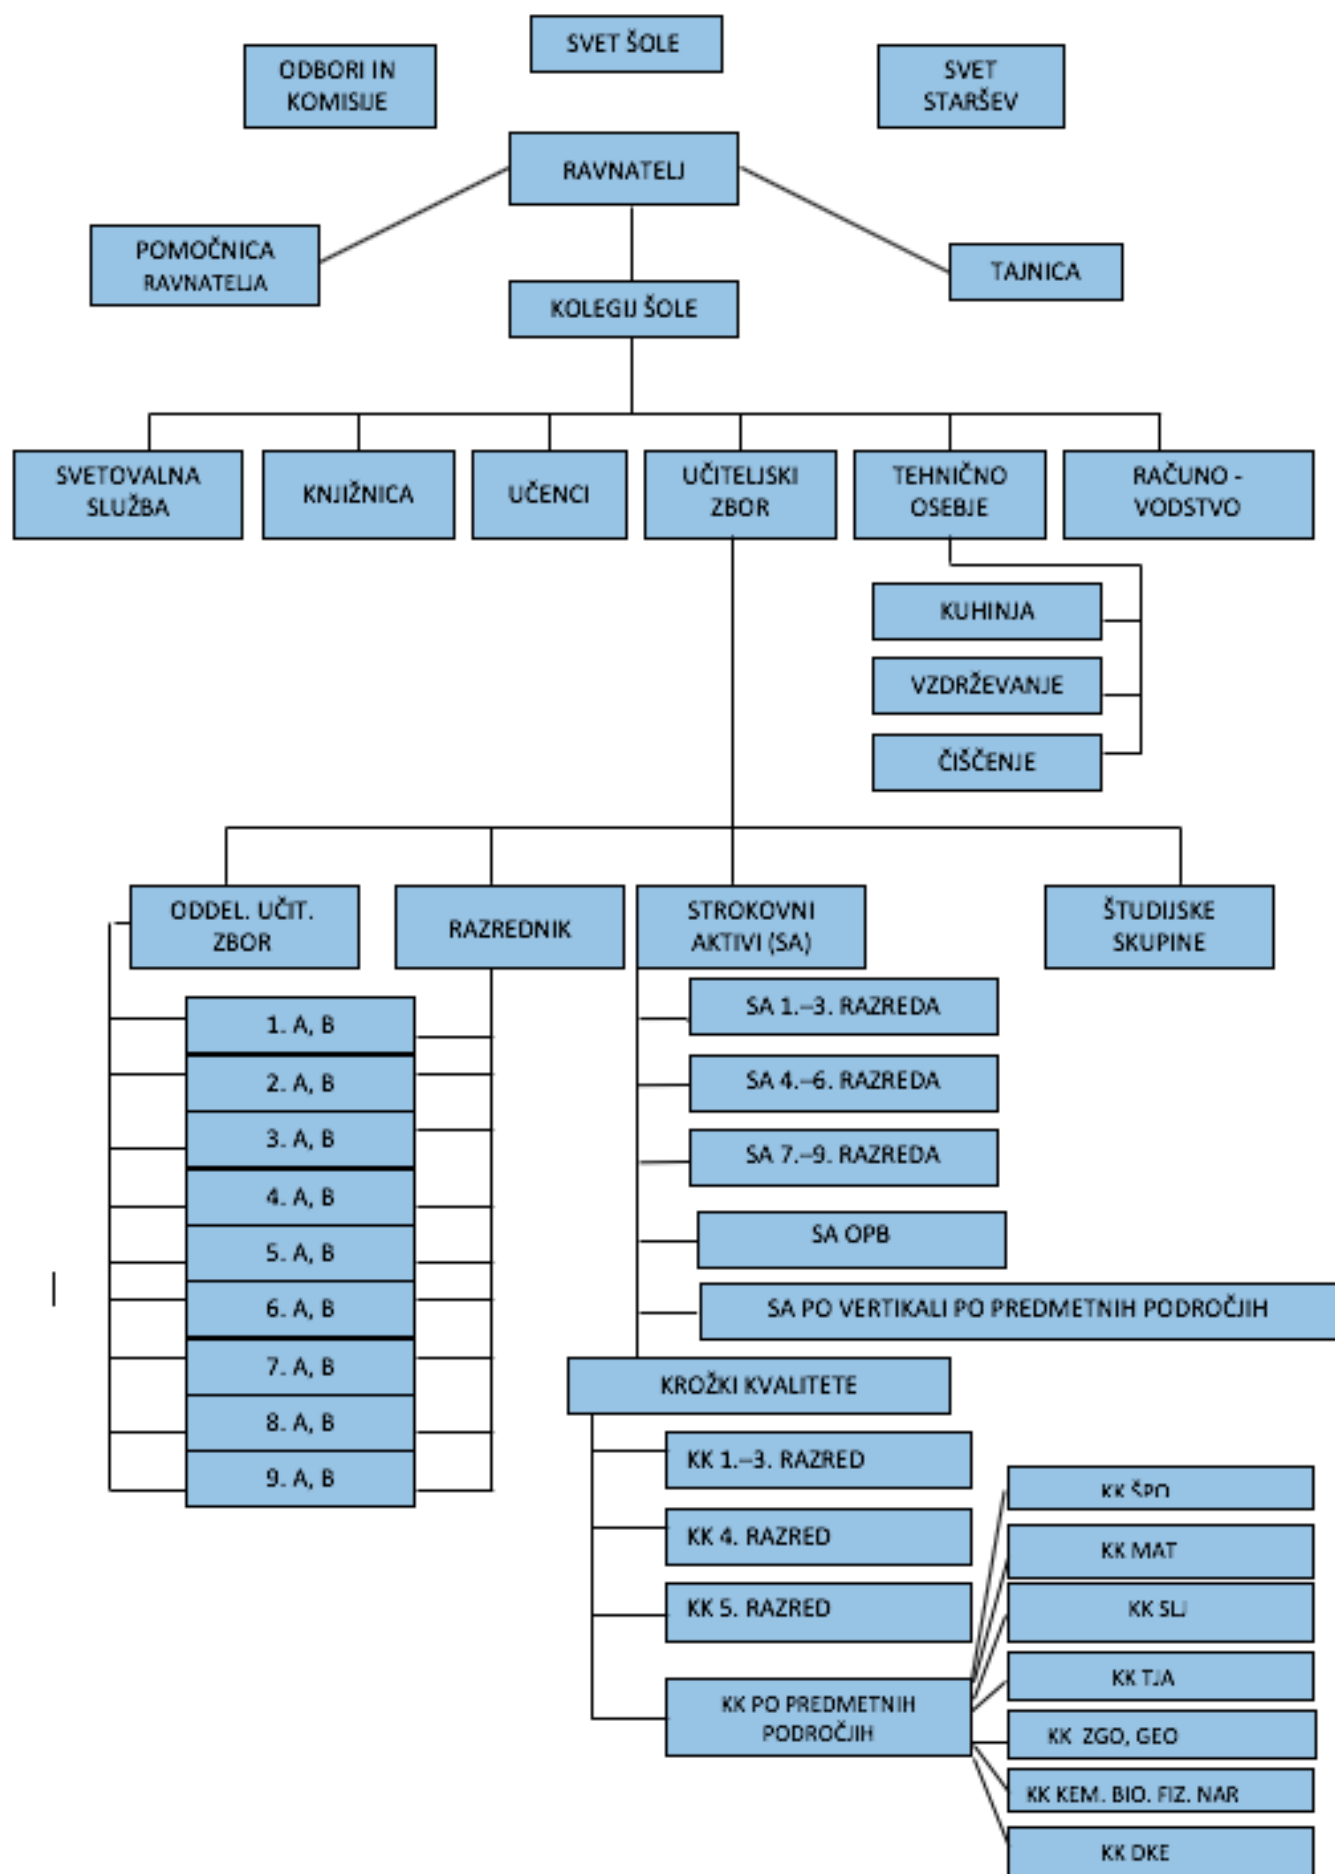 SVET ŠOLE
ODBORI IN
KOMISIJE
SVET
STARŠEV
RAVNATELJ
POMOČNICA
RAVNATELJA
TAJNICA
KOLEGIJ ŠOLE
SVETOVALNA
SLUŽBA
KNJIŽNICA
UČENCI
UČITELJSKI
ZBOR
TEHNIČNO
OSEBJE
RAČUNO -
VODSTVO
KUHINJA
VZDRŽEVANJE
ČIŠČENJE
ODDEL. UČIT.
ZBOR
RAZREDNIK
STROKOVNI
AKTIVI (SA)
ŠTUDIJSKE
SKUPINE
1. A, B
2. A, B
3. A, B
4. A, B
5. A, B
6. A, B
7. A, B
8. A, B
9. A, B
SA 1.–3. RAZREDA
SA 4.–6. RAZREDA
SA 7.–9. RAZREDA
SA OPB
SA PO VERTIKALI PO PREDMETNIH PODROČJIH
KROŽKI KVALITETE
KK 1.–3. RAZRED
KK 4. RAZRED
KK 5. RAZRED
KK PO PREDMETNIH
PODROČJIH
KK ŠPO
KK MAT
KK SLJ
KK TJA
KK ZGO, GEO
KK KEM. BIO. FIZ. NAR
KK DKE